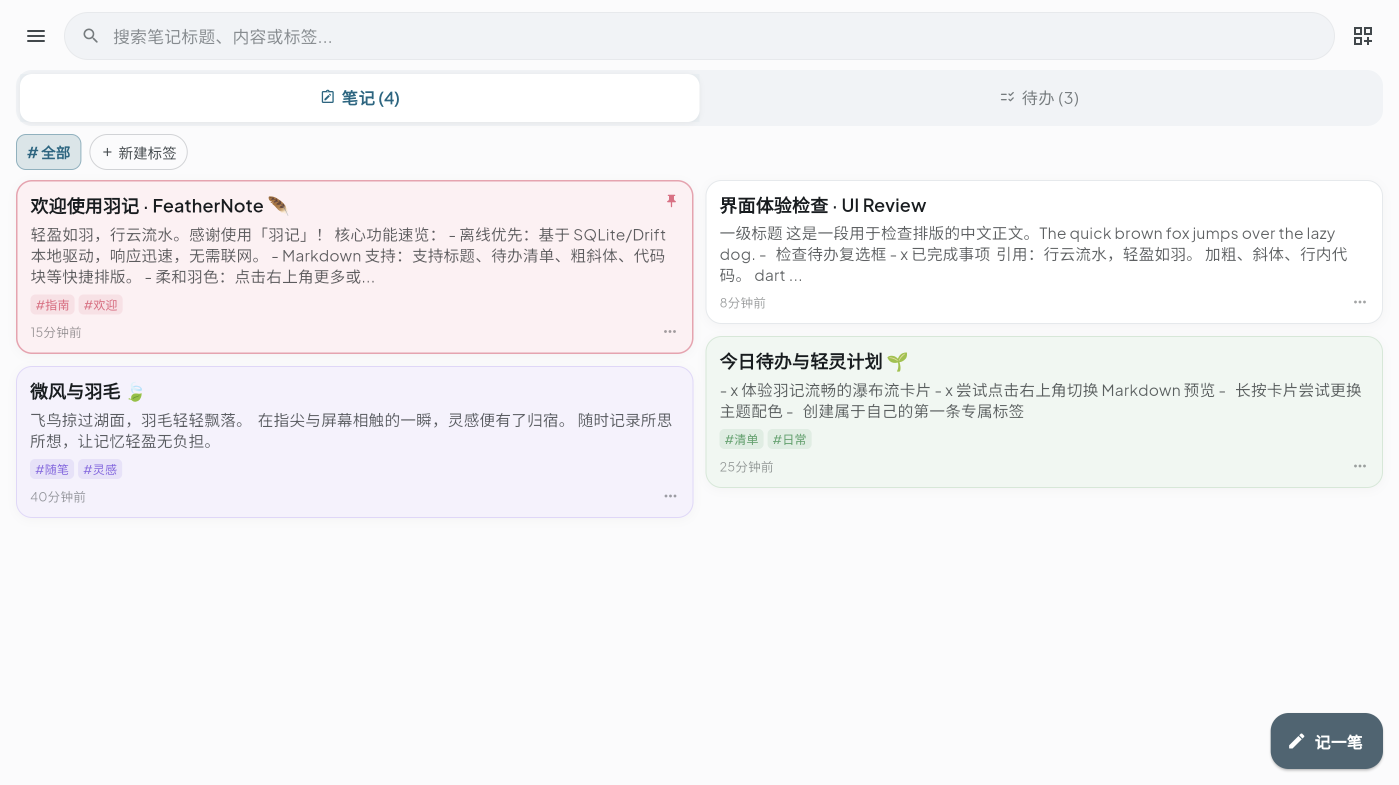 搜索笔记标题、内容或标签...
笔记 (4)
待办 (3)
# 全部
+ 新建标签
欢迎使用羽记 · FeatherNote 🪶
轻盈如羽，行云流水。感谢使用「羽记」！ 核心功能速览： - 离线优先：基于 SQLite/Drift
本地驱动，响应迅速，无需联网。 - Markdown 支持：支持标题、待办清单、粗斜体、代码
块等快捷排版。 - 柔和羽色：点击右上角更多或...
#指南 #欢迎
15分钟前
界面体验检查 · UI Review
一级标题 这是一段用于检查排版的中文正文。The quick brown fox jumps over the lazy
dog. - 检查待办复选框 - x 已完成事项 引用：行云流水，轻盈如羽。 加粗、斜体、行内代
码。 dart ...
8分钟前
微风与羽毛 🍃
飞鸟掠过湖面，羽毛轻轻飘落。 在指尖与屏幕相触的一瞬，灵感便有了归宿。 随时记录所思
所想，让记忆轻盈无负担。
#随笔 #灵感
40分钟前
今日待办与轻灵计划 🌱
- x 体验羽记流畅的瀑布流卡片 - x 尝试点击右上角切换 Markdown 预览 - 长按卡片尝试更换
主题配色 - 创建属于自己的第一条专属标签
#清单 #日常
25分钟前
记一笔